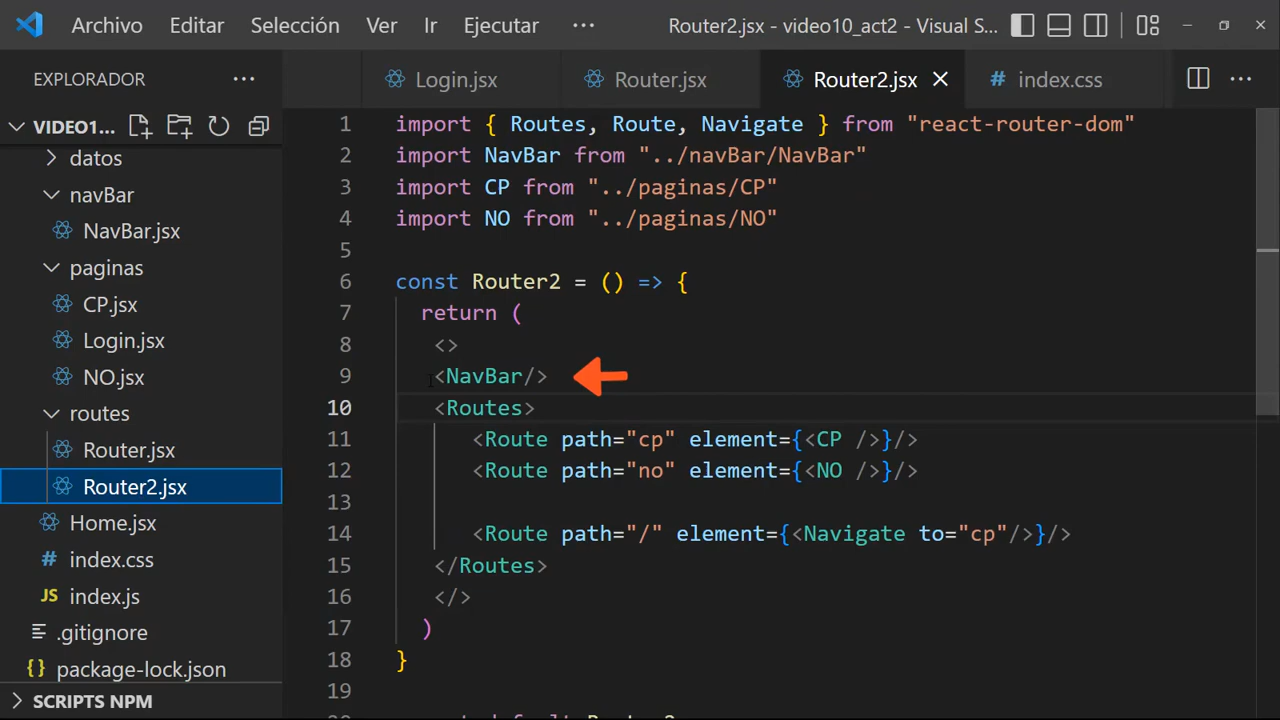 Archivo Editar Selección Ver Ir Ejecutar ··· Router2.jsx - video10_act2 - Visual S...
EXPLORADOR ···
Login.jsx Router.jsx Router2.jsx index.css ···
VIDEO1...
datos
navBar
NavBar.jsx
paginas
CP.jsx
Login.jsx
NO.jsx
routes
Router.jsx
Router2.jsx
Home.jsx
# index.css
JS index.js
.gitignore
{} package-lock.json
SCRIPTS NPM
1 import { Routes, Route, Navigate } from "react-router-dom"
2 import NavBar from "../navBar/NavBar"
3 import CP from "../paginas/CP"
4 import NO from "../paginas/NO"
5
6 const Router2 = () => {
7 return (
8 <>
9 <NavBar/>
10 <Routes>
11 <Route path="cp" element={<CP />}/>
12 <Route path="no" element={<NO />}/>
13
14 <Route path="/" element={<Navigate to="cp"/>}/>
15 </Routes>
16 </>
17 )
18 }
19